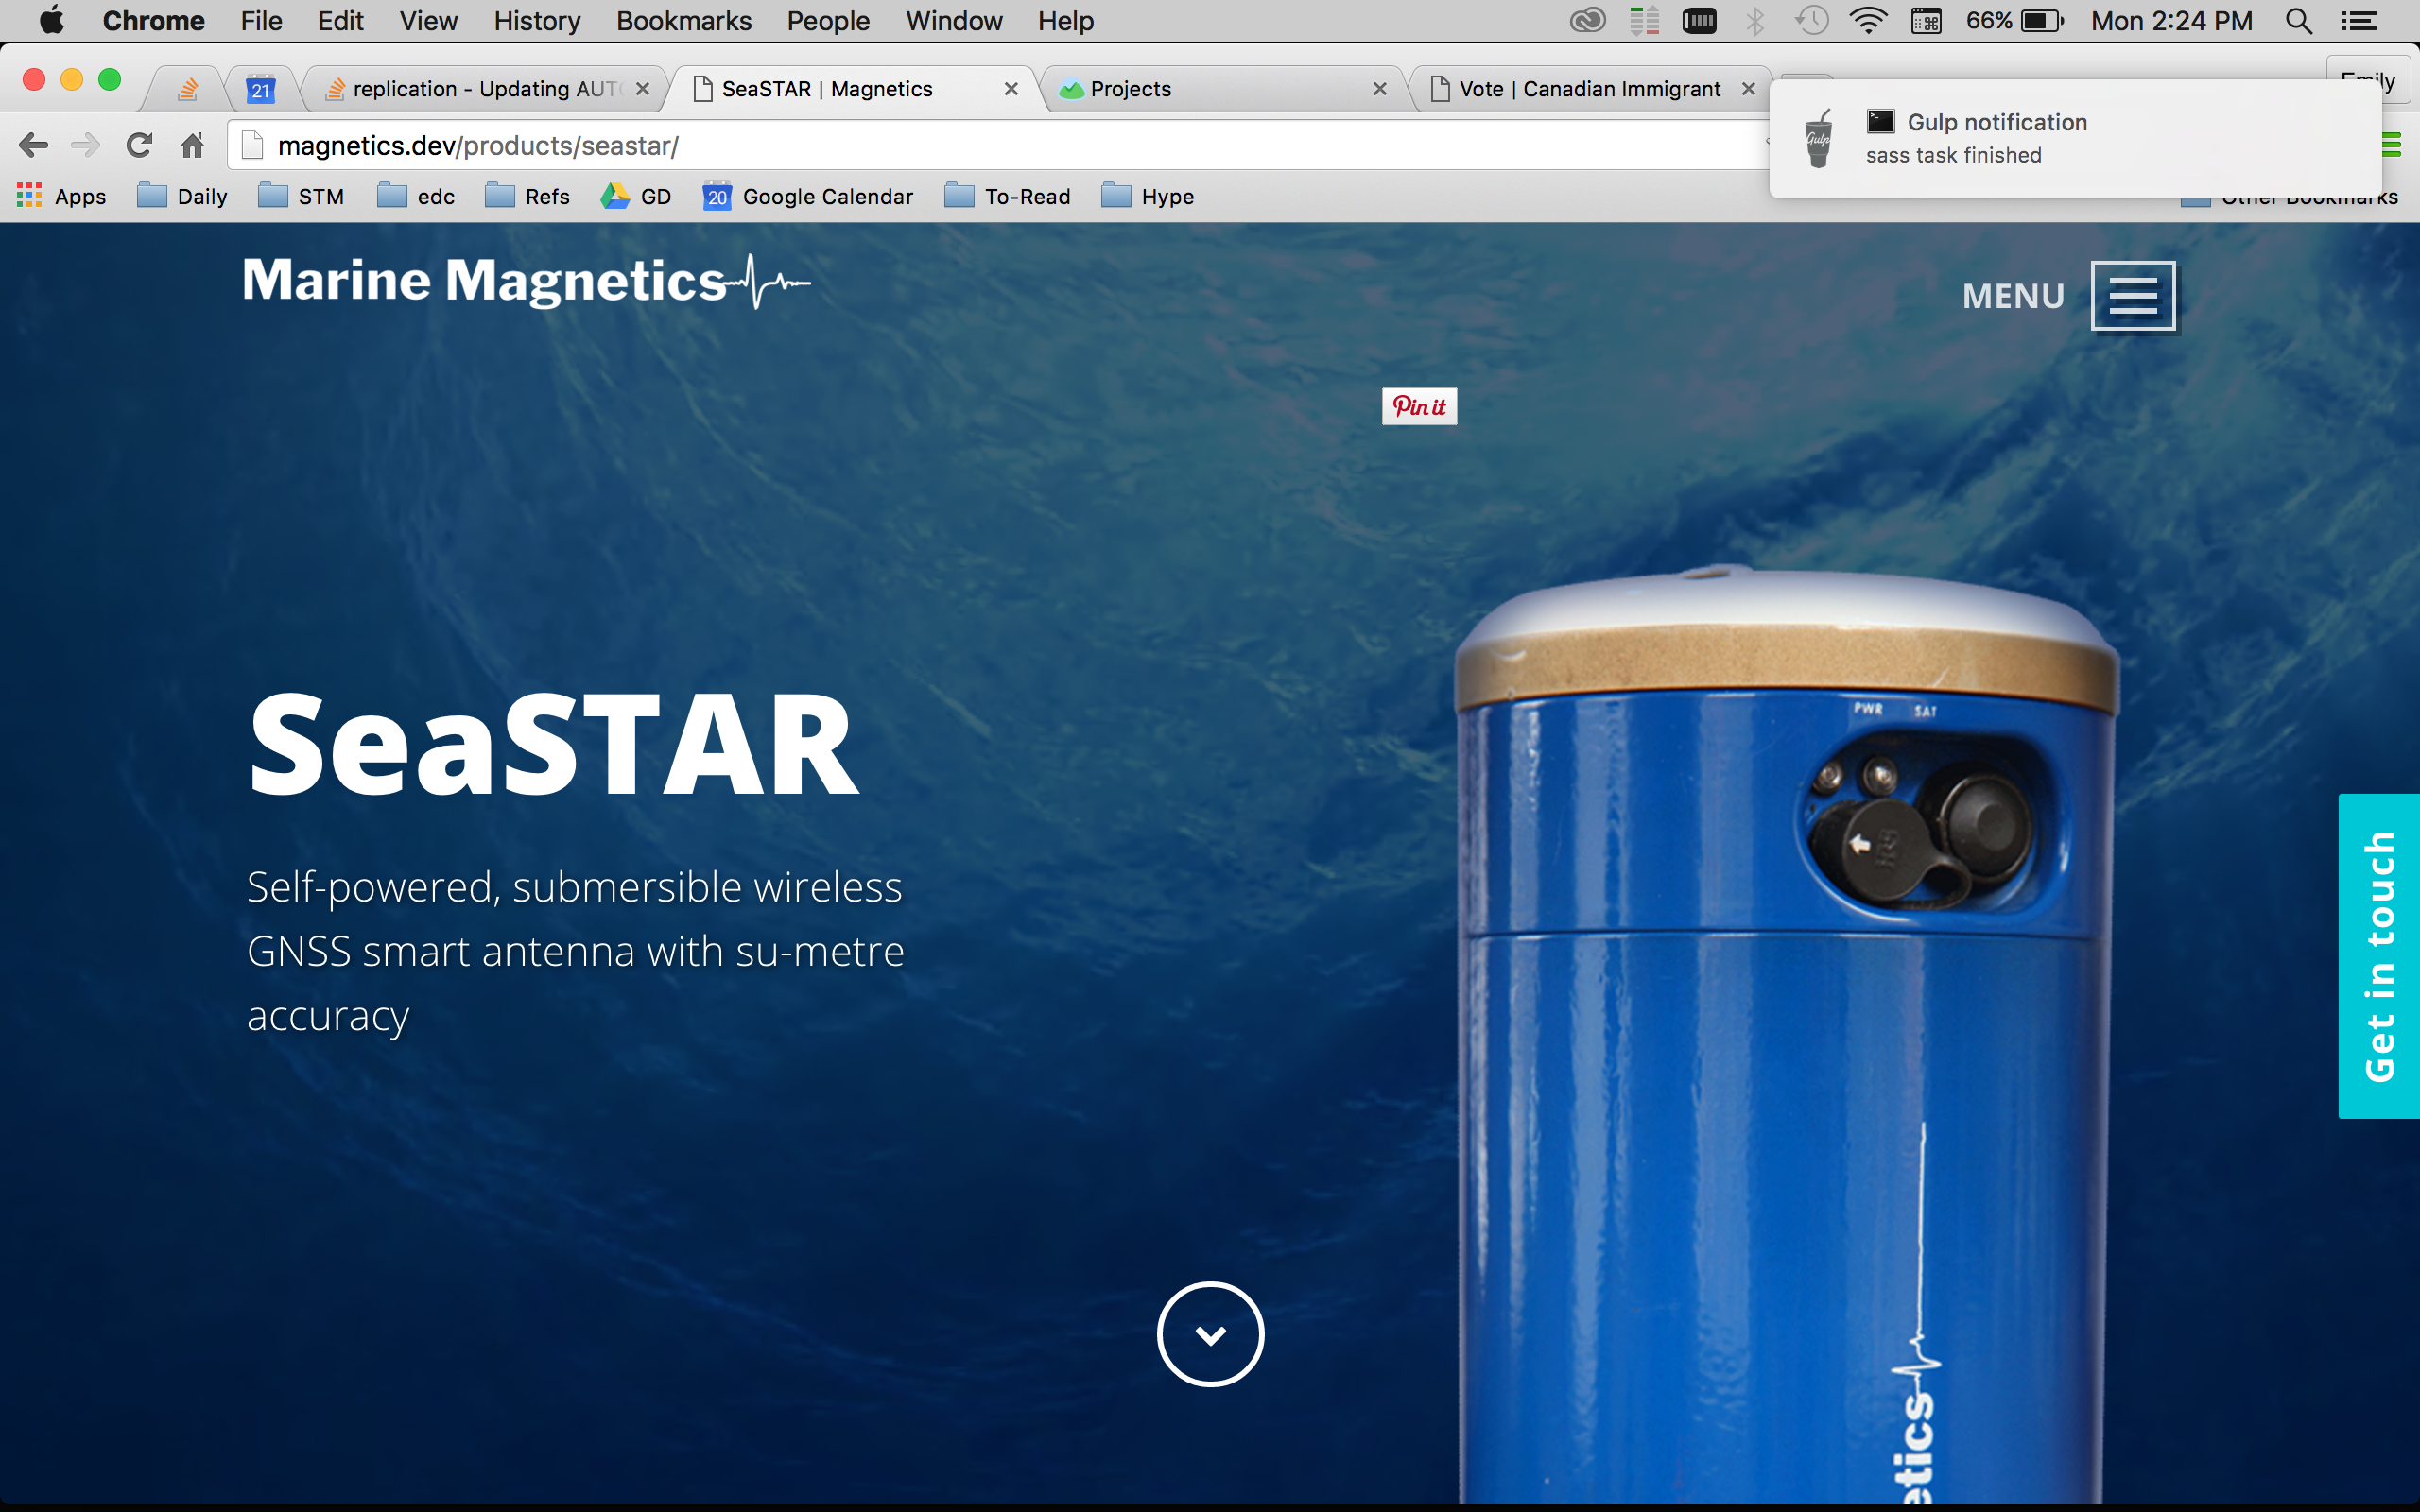 Chrome File Edit View History Bookmarks People Window Help 66% Mon 2:24 PM
21 replication - Updating AUT SeaSTAR | Magnetics Projects Vote | Canadian Immigrant
Gulp notification
sass task finished
magnetics.dev/products/seastar/
Apps Daily STM edc Refs GD 20 Google Calendar To-Read Hype Other Bookmarks
Marine Magnetics
MENU
Pin it
SeaSTAR
Self-powered, submersible wireless
GNSS smart antenna with su-metre
accuracy
PWR SAT
etics
Get in touch